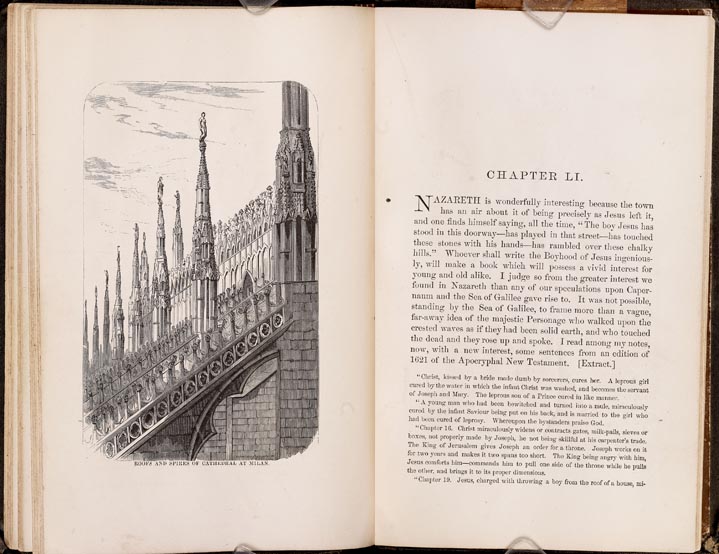 ROOFS AND SPIRES OF CATHEDRAL AT MILAN.
CHAPTER LI.
NAZARETH is wonderfully interesting because the town
has an air about it of being precisely as Jesus left it,
and one finds himself saying, all the time, “The boy Jesus has
stood in this doorway—has played in that street—has touched
these stones with his hands—has rambled over these chalky
hills.” Whoever shall write the Boyhood of Jesus ingenious-
ly, will make a book which will possess a vivid interest for
young and old alike. I judge so from the greater interest we
found in Nazareth than any of our speculations upon Caper-
naum and the Sea of Galilee gave rise to. It was not possible,
standing by the Sea of Galilee, to frame more than a vague,
far-away idea of the majestic Personage who walked upon the
crested waves as if they had been solid earth, and who touched
the dead and they rose up and spoke. I read among my notes,
now, with a new interest, some sentences from an edition of
1621 of the Apocryphal New Testament. [Extract.]
“Christ, kissed by a bride made dumb by sorcerers, cures her. A leprous girl
cured by the water in which the infant Christ was washed, and becomes the servant
of Joseph and Mary. The leprous son of a Prince cured in like manner.
“A young man who had been bewitched and turned into a mule, miraculously
cured by the infant Saviour being put on his back, and is married to the girl who
had been cured of leprosy. Whereupon the bystanders praise God.
“Chapter 16. Christ miraculously widens or contracts gates, milk-pails, sieves or
boxes, not properly made by Joseph, he not being skillful at his carpenter's trade.
The King of Jerusalem gives Joseph an order for a throne. Joseph works on it
for two years and makes it two spans too short. The King being angry with him,
Jesus comforts him—commands him to pull one side of the throne while he pulls
the other, and brings it to its proper dimensions.
“Chapter 19. Jesus, charged with throwing a boy from the roof of a house, mi-